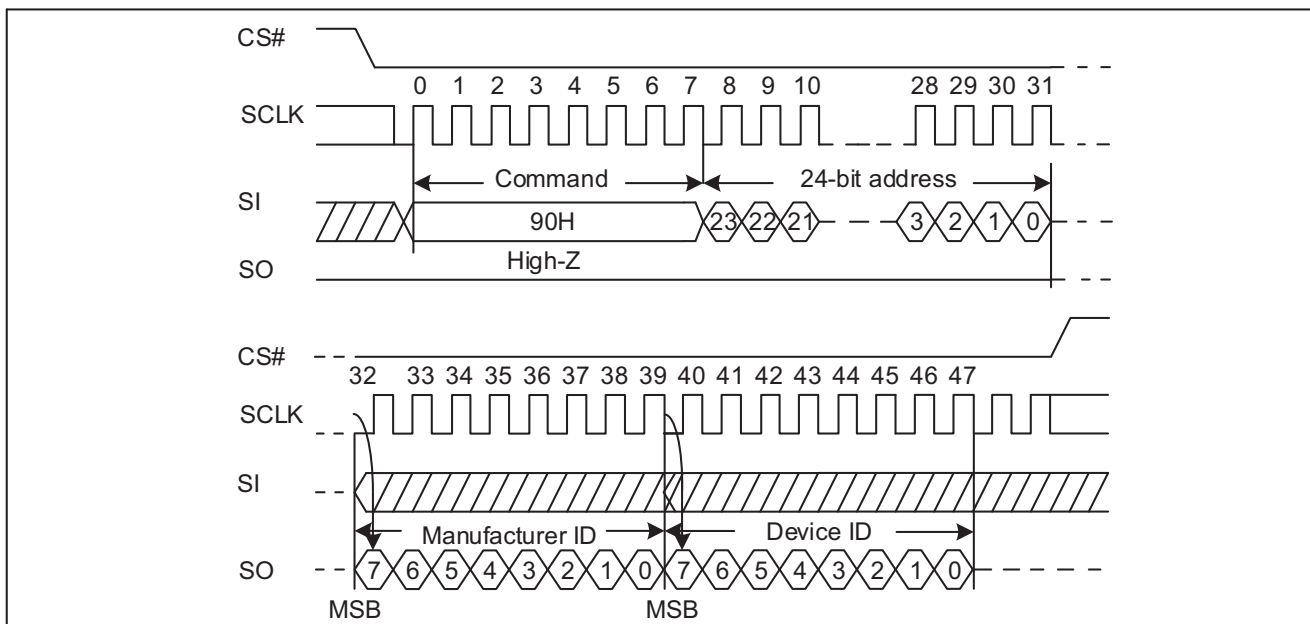 CS#
0 1 2 3 4 5 6 7 8 9 10 28 29 30 31
SCLK
Command 24-bit address
SI
90H 23 22 21 3 2 1 0
High-Z
SO
CS#
32 33 34 35 36 37 38 39 40 41 42 43 44 45 46 47
SCLK
SI
Manufacturer ID Device ID
SO 7 6 5 4 3 2 1 0 7 6 5 4 3 2 1 0
MSB MSB